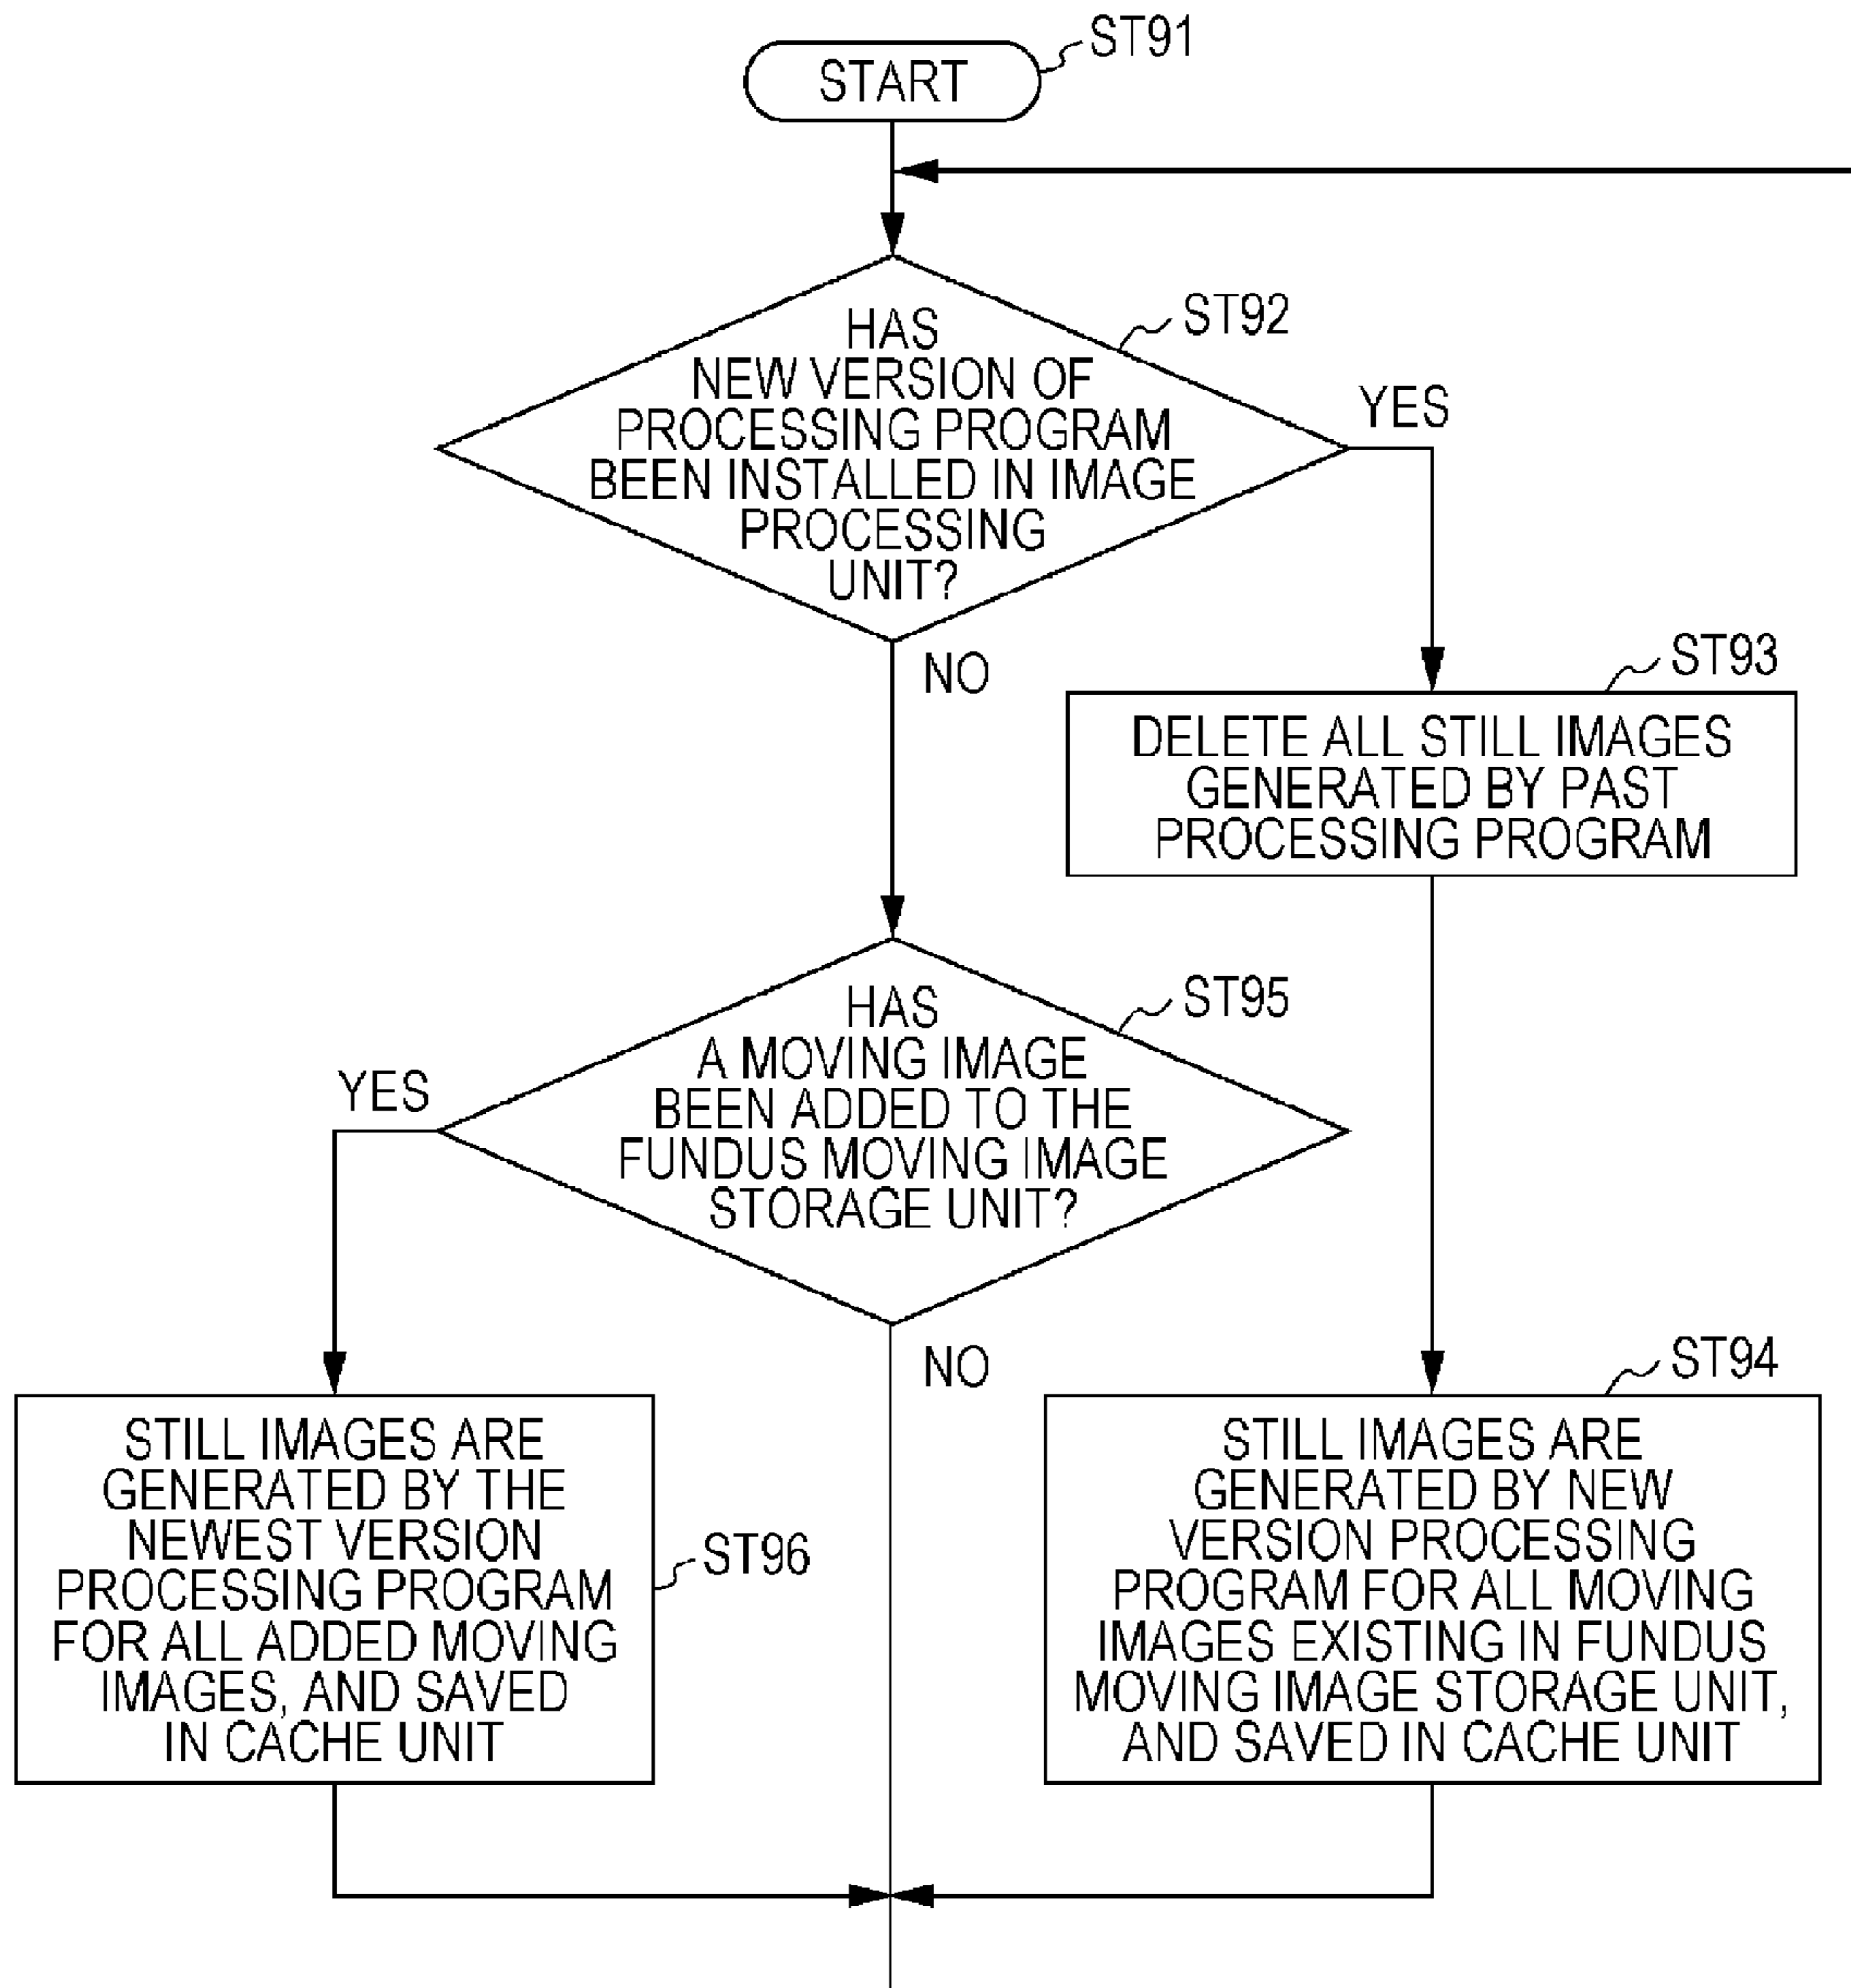 START
ST91
HAS
NEW VERSION OF
PROCESSING PROGRAM
BEEN INSTALLED IN IMAGE
PROCESSING
UNIT?
ST92
YES
NO
ST93
DELETE ALL STILL IMAGES
GENERATED BY PAST
PROCESSING PROGRAM
HAS
A MOVING IMAGE
BEEN ADDED TO THE
FUNDUS MOVING IMAGE
STORAGE UNIT?
ST95
YES
NO
ST94
STILL IMAGES ARE
GENERATED BY THE
NEWEST VERSION
PROCESSING PROGRAM
FOR ALL ADDED MOVING
IMAGES, AND SAVED
IN CACHE UNIT
ST96
STILL IMAGES ARE
GENERATED BY NEW
VERSION PROCESSING
PROGRAM FOR ALL MOVING
IMAGES EXISTING IN FUNDUS
MOVING IMAGE STORAGE UNIT,
AND SAVED IN CACHE UNIT